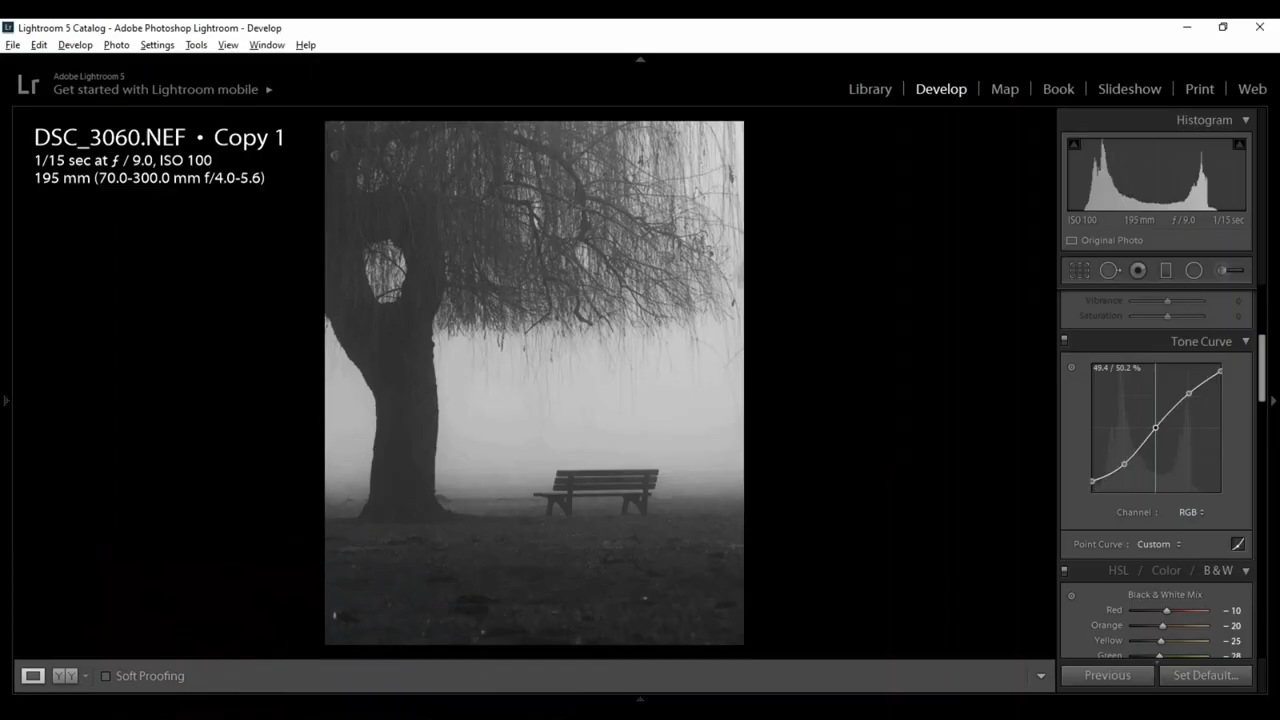 Lightroom 5 Catalog - Adobe Photoshop Lightroom - Develop
File Edit Develop Photo Settings Tools View Window Help
Lr
Adobe Lightroom 5
Get started with Lightroom mobile ▸
Library | Develop | Map | Book | Slideshow | Print | Web
DSC_3060.NEF • Copy 1
1/15 sec at ƒ / 9.0, ISO 100
195 mm (70.0-300.0 mm f/4.0-5.6)
Histogram
ISO 100 195 mm ƒ / 9.0 1/15 sec
Original Photo
Vibrance 0
Saturation 0
Tone Curve
49.4 / 50.2 %
Channel : RGB
Point Curve : Custom
HSL / Color / B & W
Black & White Mix
Red - 10
Orange - 20
Yellow - 25
Green - 28
Y Y Soft Proofing
Previous Set Default...